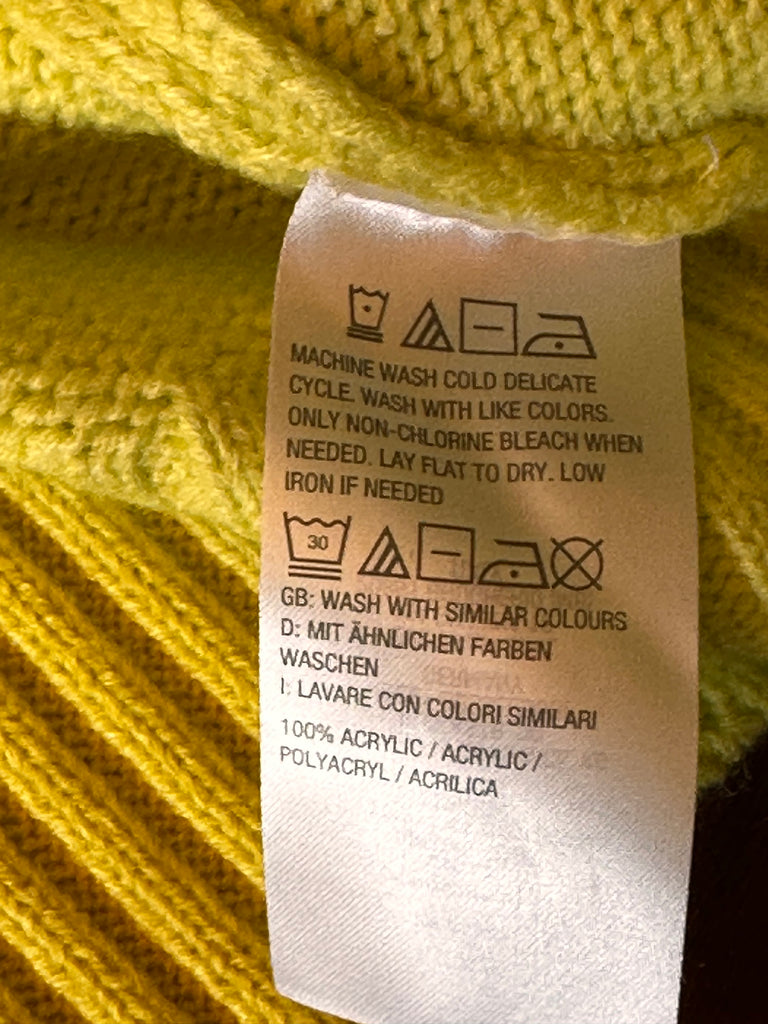 MACHINE WASH COLD DELICATE
CYCLE. WASH WITH LIKE COLORS.
ONLY NON-CHLORINE BLEACH WHEN
NEEDED. LAY FLAT TO DRY. LOW
IRON IF NEEDED
30
GB: WASH WITH SIMILAR COLOURS
D: MIT ÄHNLICHEN FARBEN
WASCHEN
I: LAVARE CON COLORI SIMILARI
100% ACRYLIC / ACRYLIC /
POLYACRYL / ACRILICA